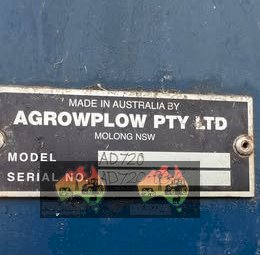 MADE IN AUSTRALIA BY
AGROWPLOW PTY LTD
MOLONG NSW
MODEL AD720
SERIAL NO.